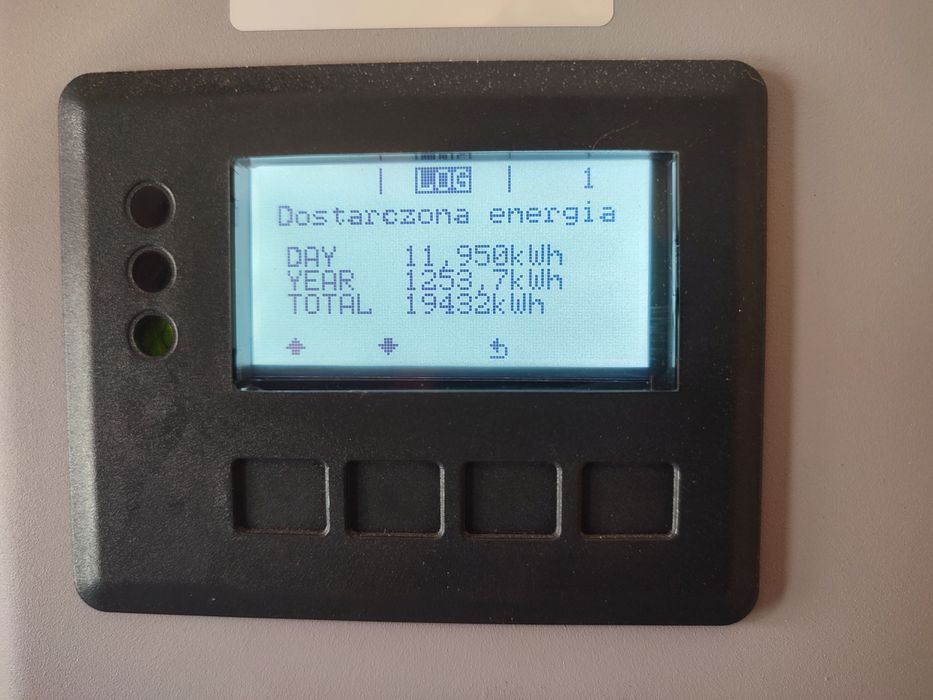 | LOG | 1
Dostarczona energia
DAY 11,950kWh
YEAR 1253,7kWh
TOTAL 19432kWh